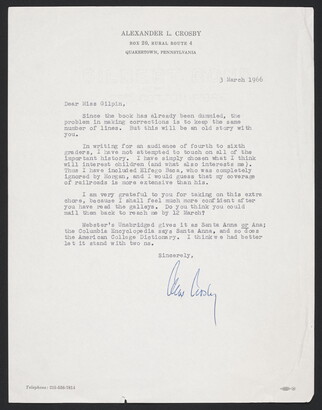 ALEXANDER L. CROSBY
BOX 20, RURAL ROUTE 4
QUAKERTOWN, PENNSYLVANIA
3 March 1966
Dear Miss Gilpin,
Since the book has already been dummied, the
problem in making corrections is to keep the same
number of lines. But this will be an old story with
you.
In writing for an audience of fourth to sixth
graders, I have not attempted to touch on all of the
important history. I have simply chosen what I think
will interest children (and what also interests me).
Thus I have included Elfego Baca, who was completely
ignored by Horgan, and I would guess that my coverage
of railroads is more extensive than his.
I am very grateful to you for taking on this extra
chore, because I shall feel much more confident after
you have read the galleys. Do you think you could
mail them back to reach me by 12 March?
Webster's Unabridged gives it as Santa Anna or Ana;
the Columbia Encyclopedia says Santa Anna, and so does
the American College Dictionary. I think we had better
let it stand with two ns.
Sincerely,
Alex Crosby
Telephone: